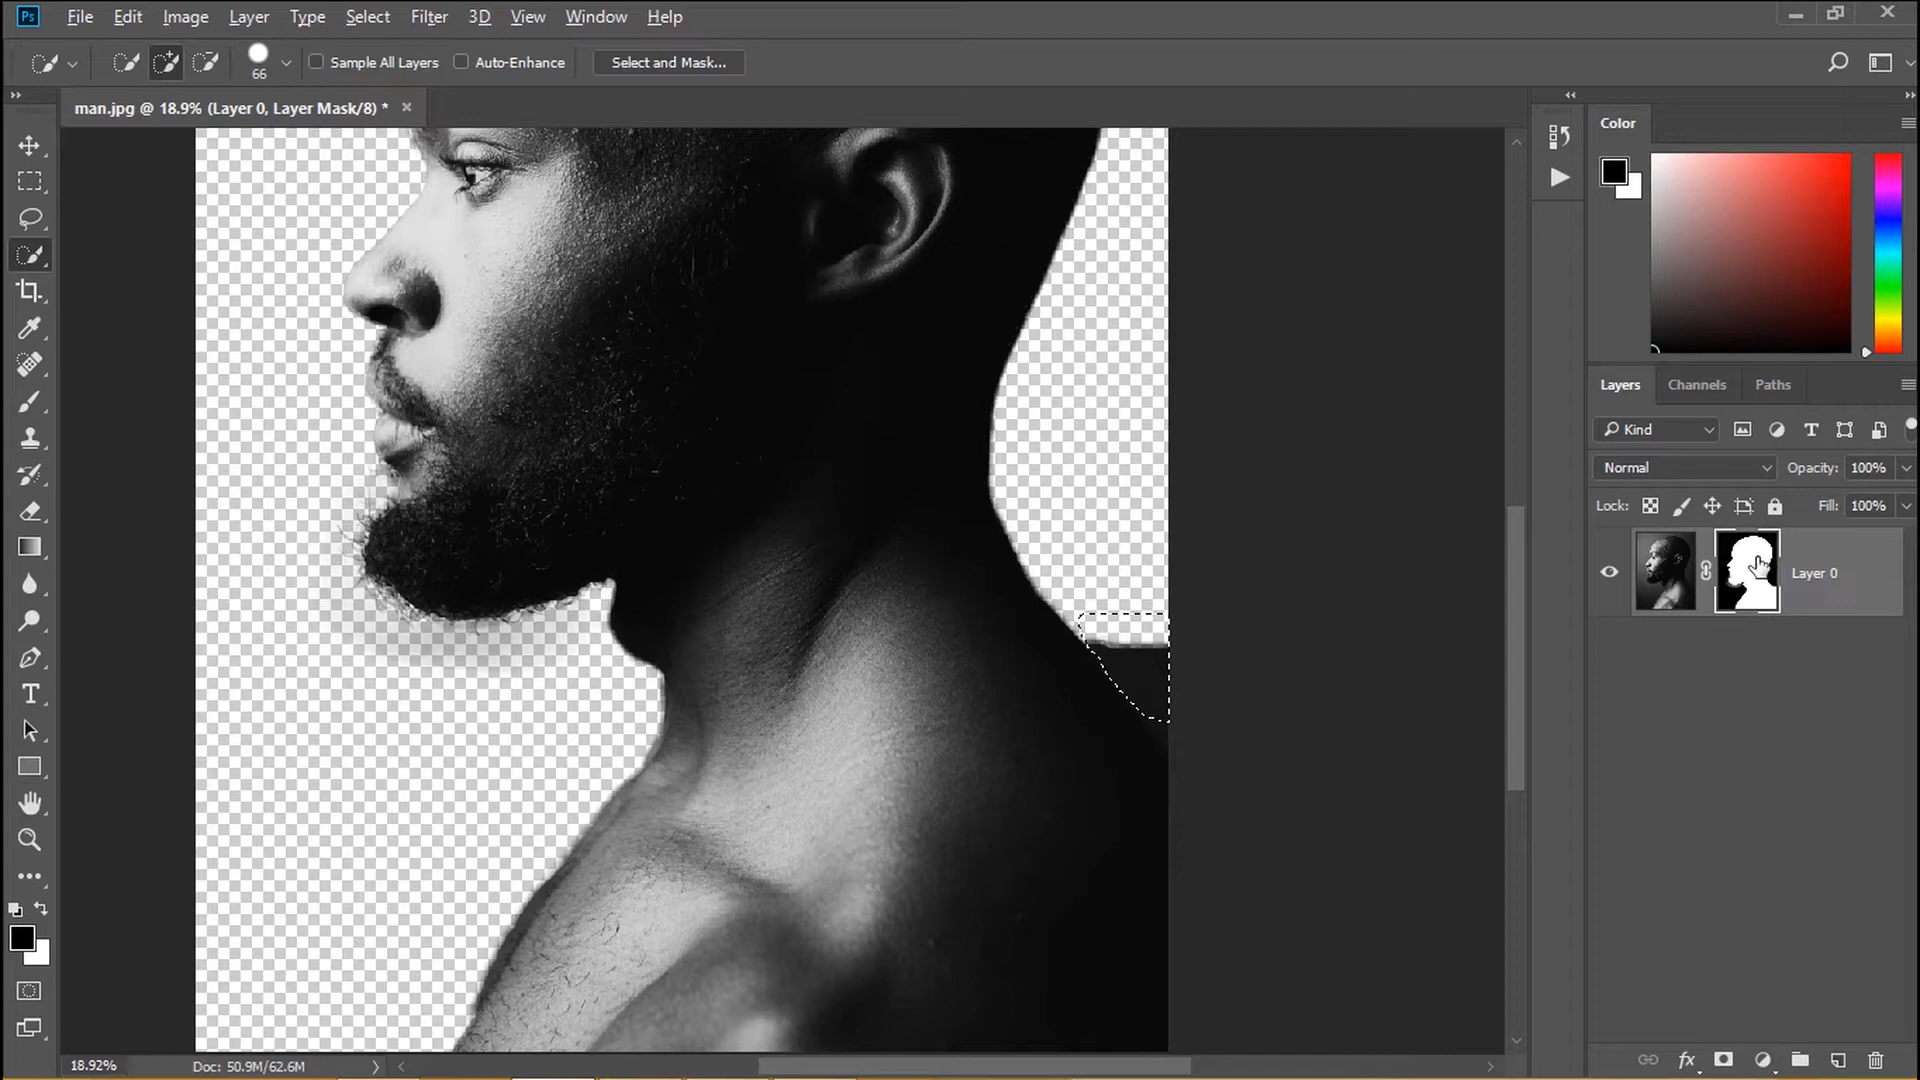 Ps File Edit Image Layer Type Select Filter 3D View Window Help
66 Sample All Layers Auto-Enhance Select and Mask...
man.jpg @ 18.9% (Layer 0, Layer Mask/8) *
Color
Layers Channels Paths
Kind
Normal Opacity: 100%
Lock: Fill: 100%
Layer 0
18.92% Doc: 50.9M/62.6M